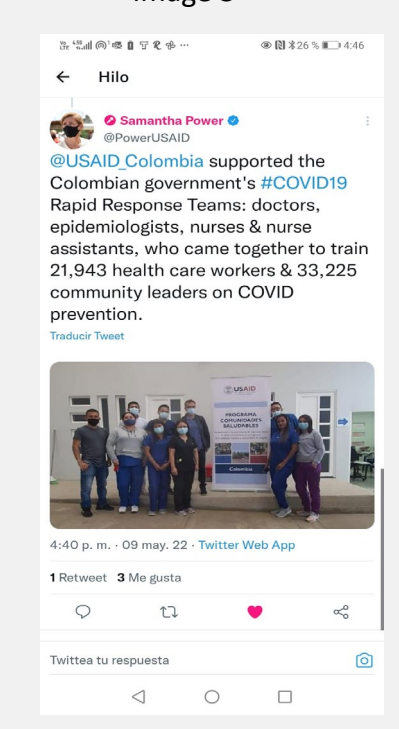 26 % 4:46
Hilo
Samantha Power
@PowerUSAID
@USAID_Colombia supported the
Colombian government's #COVID19
Rapid Response Teams: doctors,
epidemiologists, nurses & nurse
assistants, who came together to train
21,943 health care workers & 33,225
community leaders on COVID
prevention.
Traducir Tweet
USAID
PROGRAMA
COMUNIDADES
SALUDABLES
Colombia
4:40 p. m. · 09 may. 22 · Twitter Web App
1 Retweet 3 Me gusta
Twittea tu respuesta